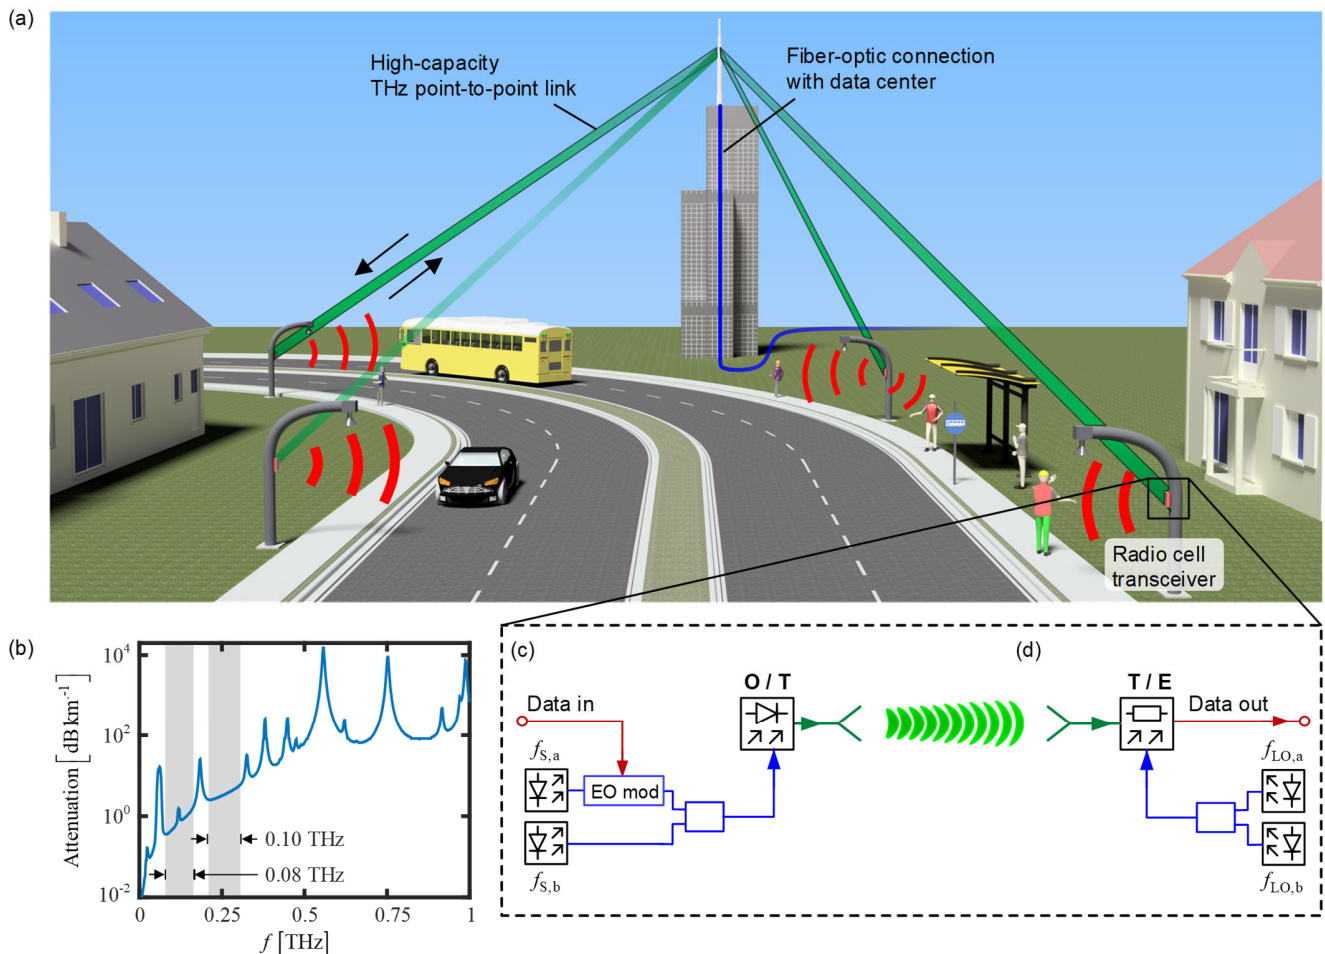 (a)
High-capacity
THz point-to-point link
Fiber-optic connection
with data center
Radio cell
transceiver
(b)
Attenuation [dB km⁻¹]
10⁴
10²
10⁰
10⁻²
0.10 THz
0.08 THz
0
0.25
0.5
0.75
1
f [THz]
(c)
Data in
f_S,a
EO mod
f_S,b
O / T
(d)
T / E
Data out
f_LO,a
f_LO,b